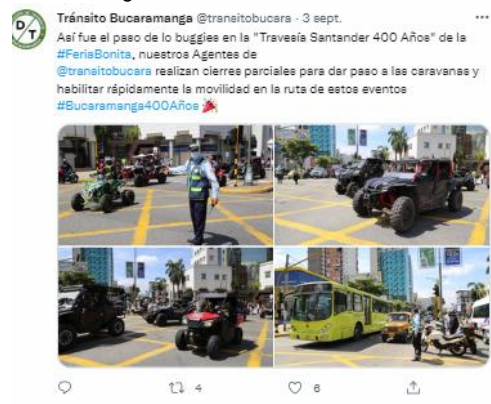 D T
Tránsito Bucaramanga @transitobucara · 3 sept.
Así fue el paso de lo buggies en la "Travesía Santander 400 Años" de la
#FeriaBonita, nuestros Agentes de
@transitobucara realizan cierres parciales para dar paso a las caravanas y
habilitar rápidamente la movilidad en la ruta de estos eventos
#Bucaramanga400Años
4
6